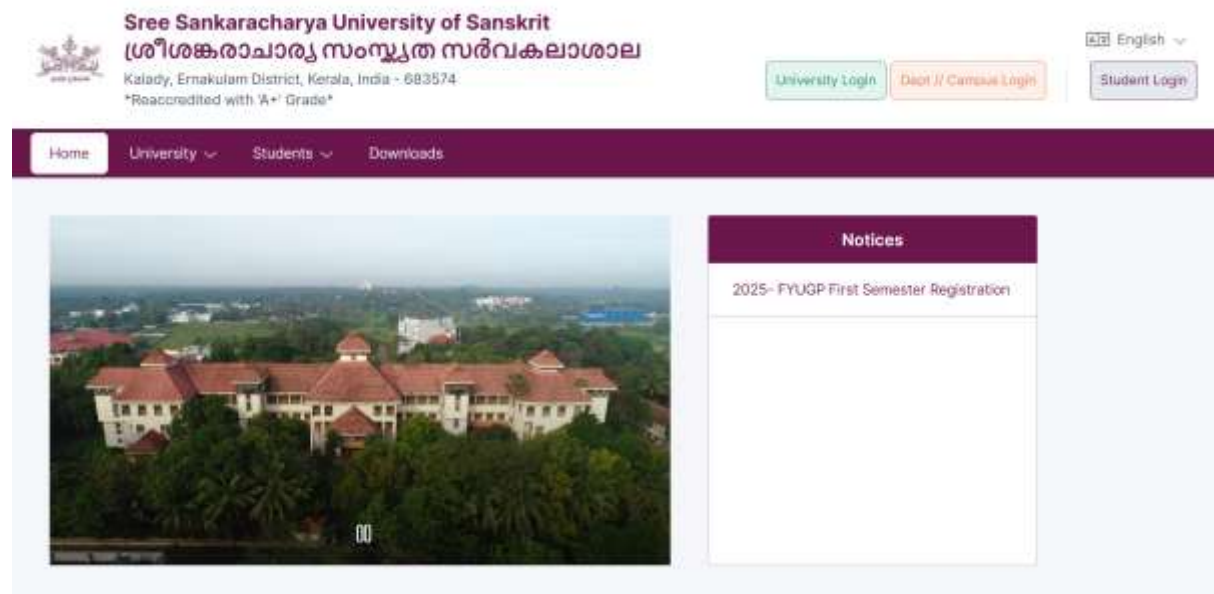 Sree Sankaracharya University of Sanskrit
ശ്രീശങ്കരാചാര്യ സംസ്കൃത സർവകലാശാല
Kalady, Ernakulam District, Kerala, India - 683574
*Reaccredited with 'A+' Grade*
English
University Login
Dept // Campus Login
Student Login
Home
University
Students
Downloads
Notices
2025- FYUGP First Semester Registration